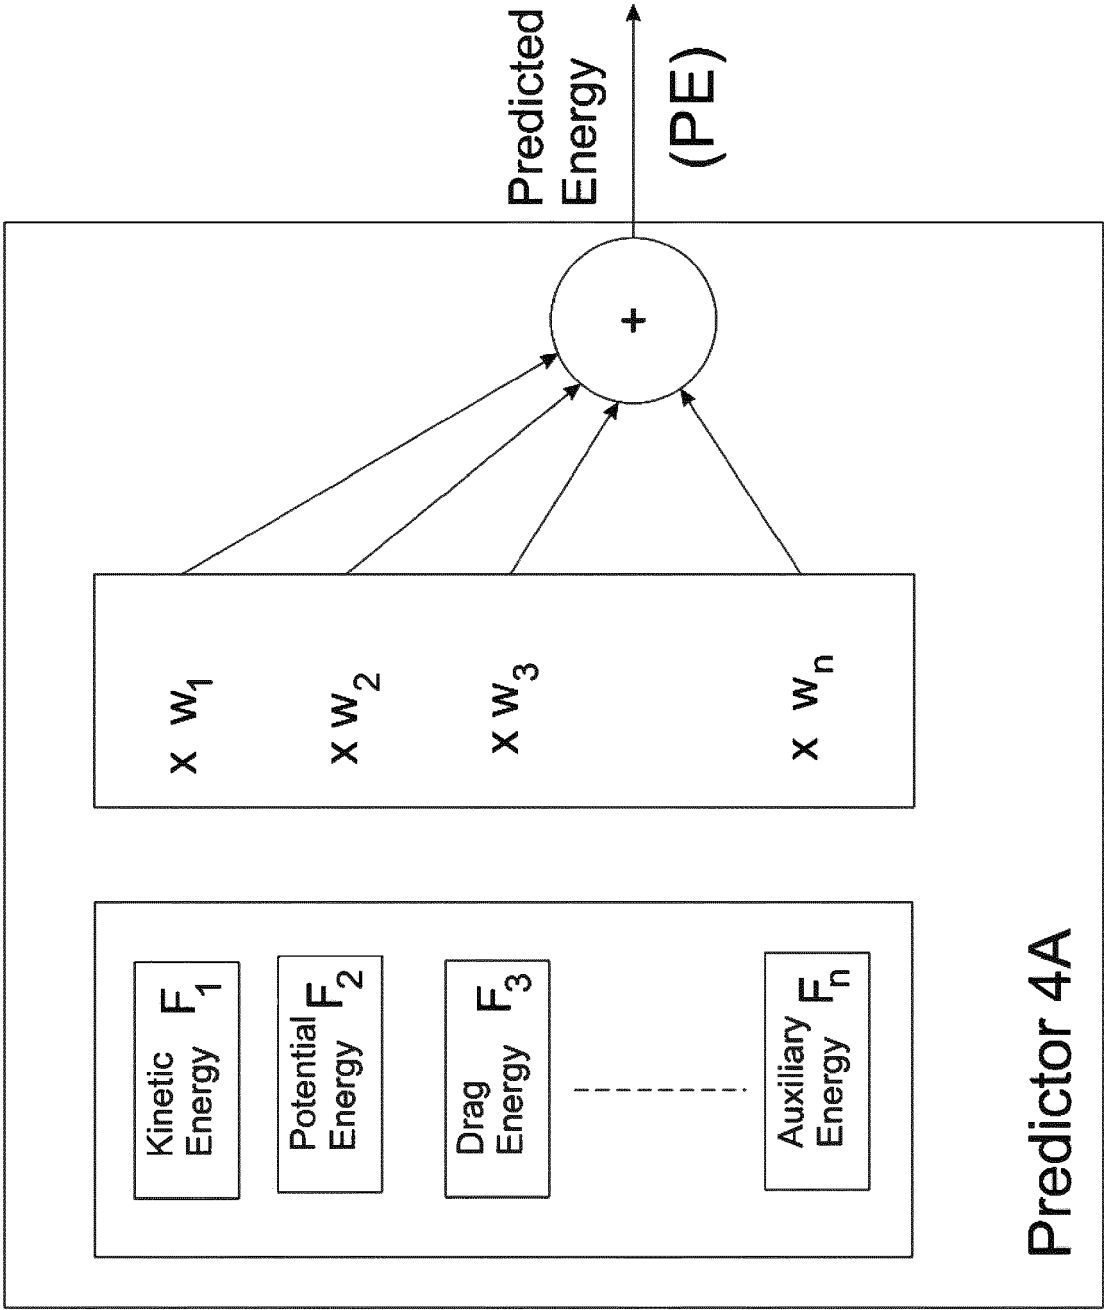 Kinetic
Energy F1
Potential
Energy F2
Drag
Energy F3
Auxiliary
Energy Fn
x w1
x w2
x w3
x wn
+
Predicted
Energy
(PE)
Predictor 4A